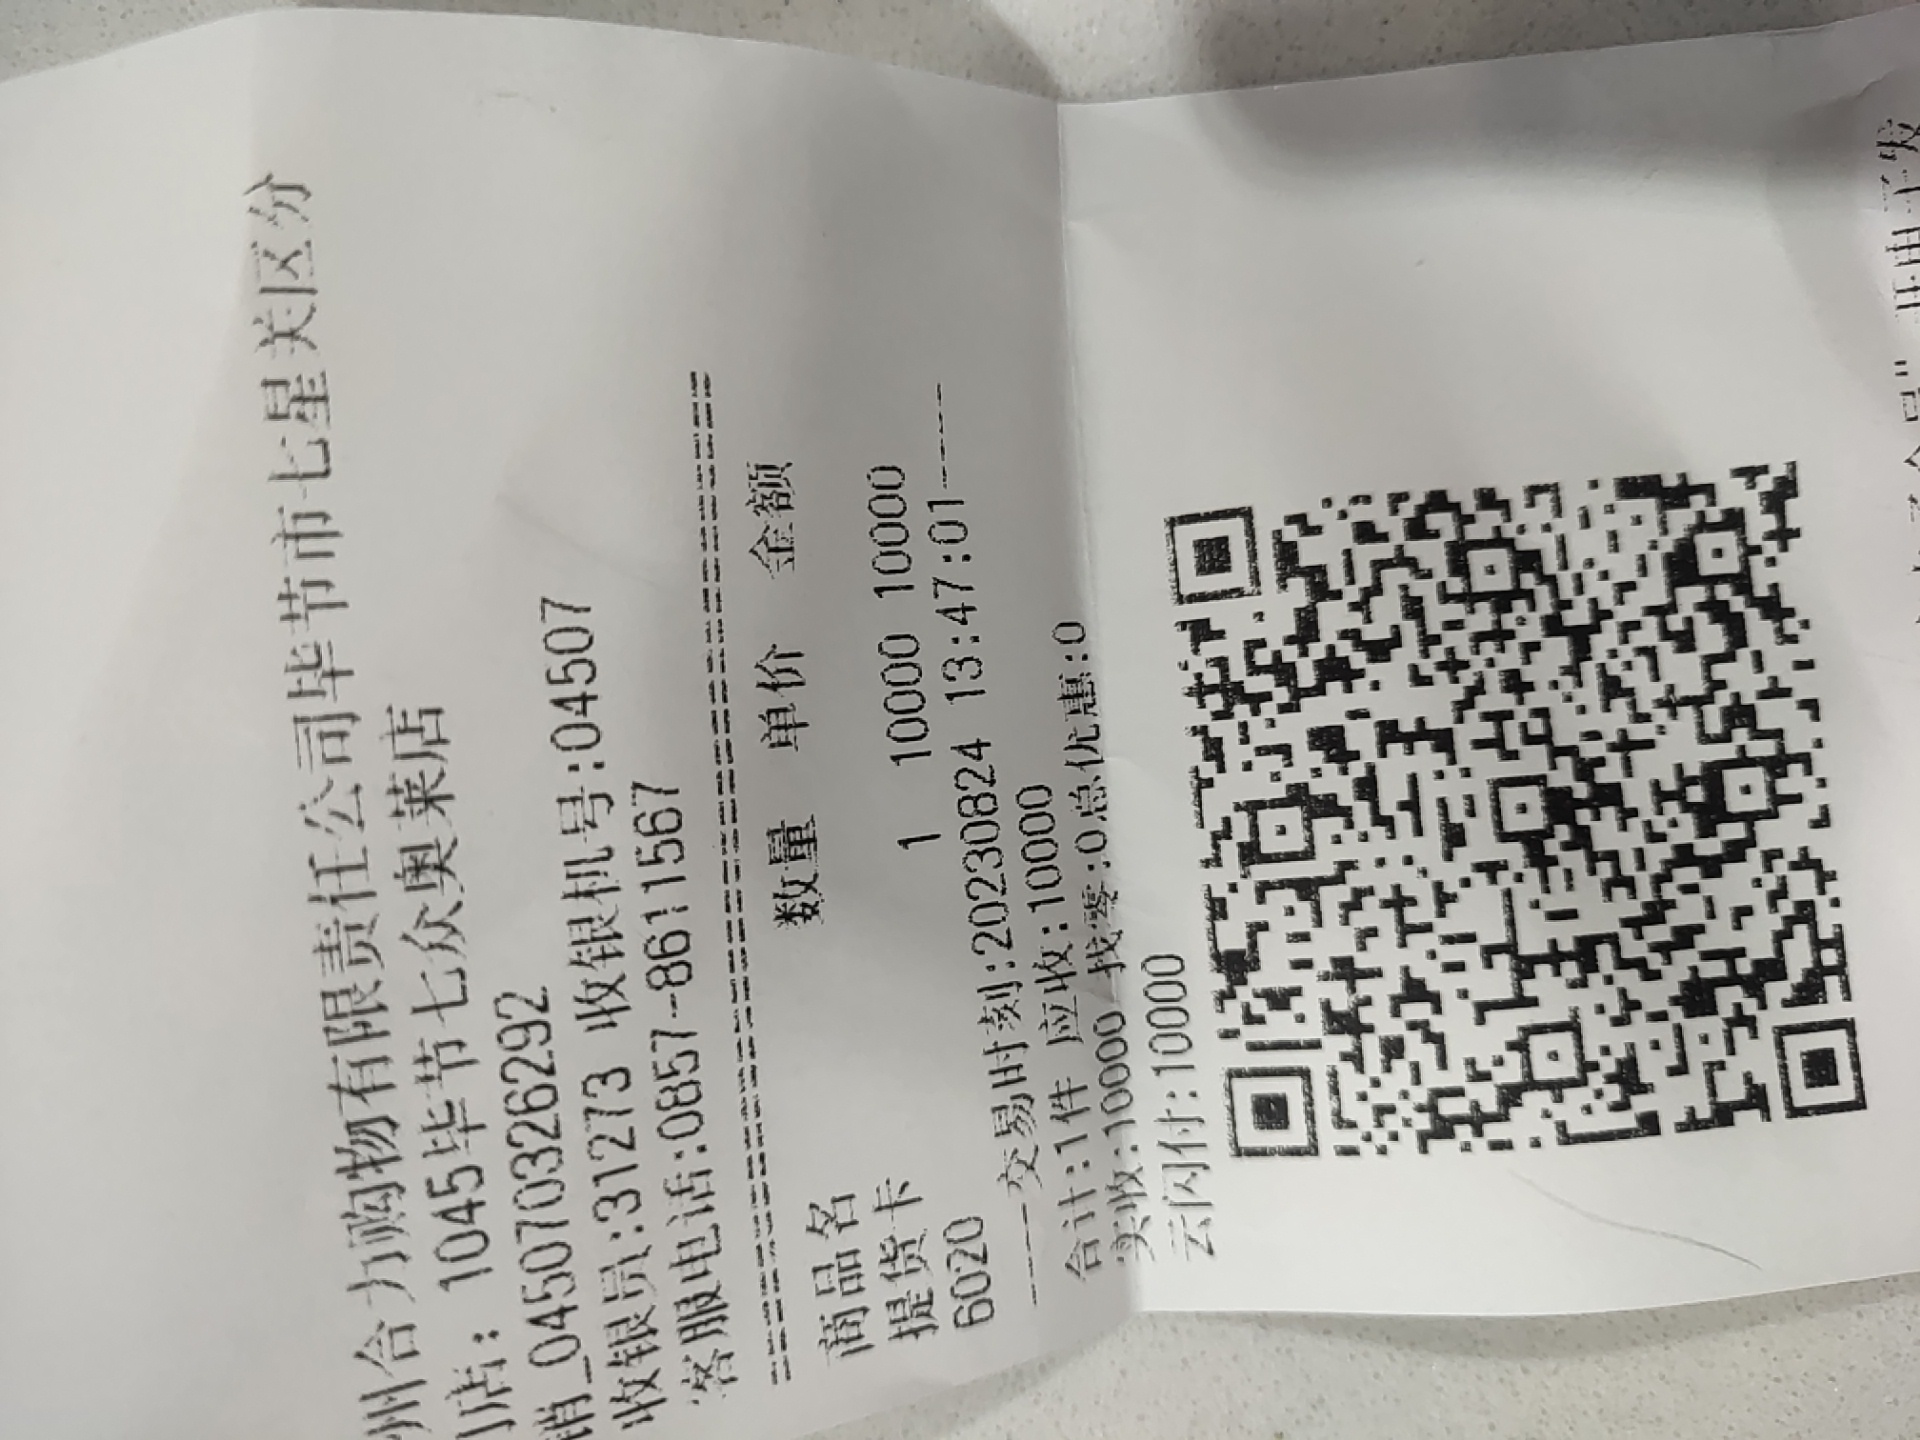 州合力购物有限责任公司毕节市七星关区份
店: 1045毕节七众奥莱店
销_045070326292
收银员:31273 收银机号:04507
客服电话:0857-8611567
================================
商品名 数量 单价 金额
提货卡
6020 1 10000 10000
----交易时刻:20230824 13:47:01----
合计:1件 应收:10000
实收:10000 找零:0总优惠:0
云闪付:10000